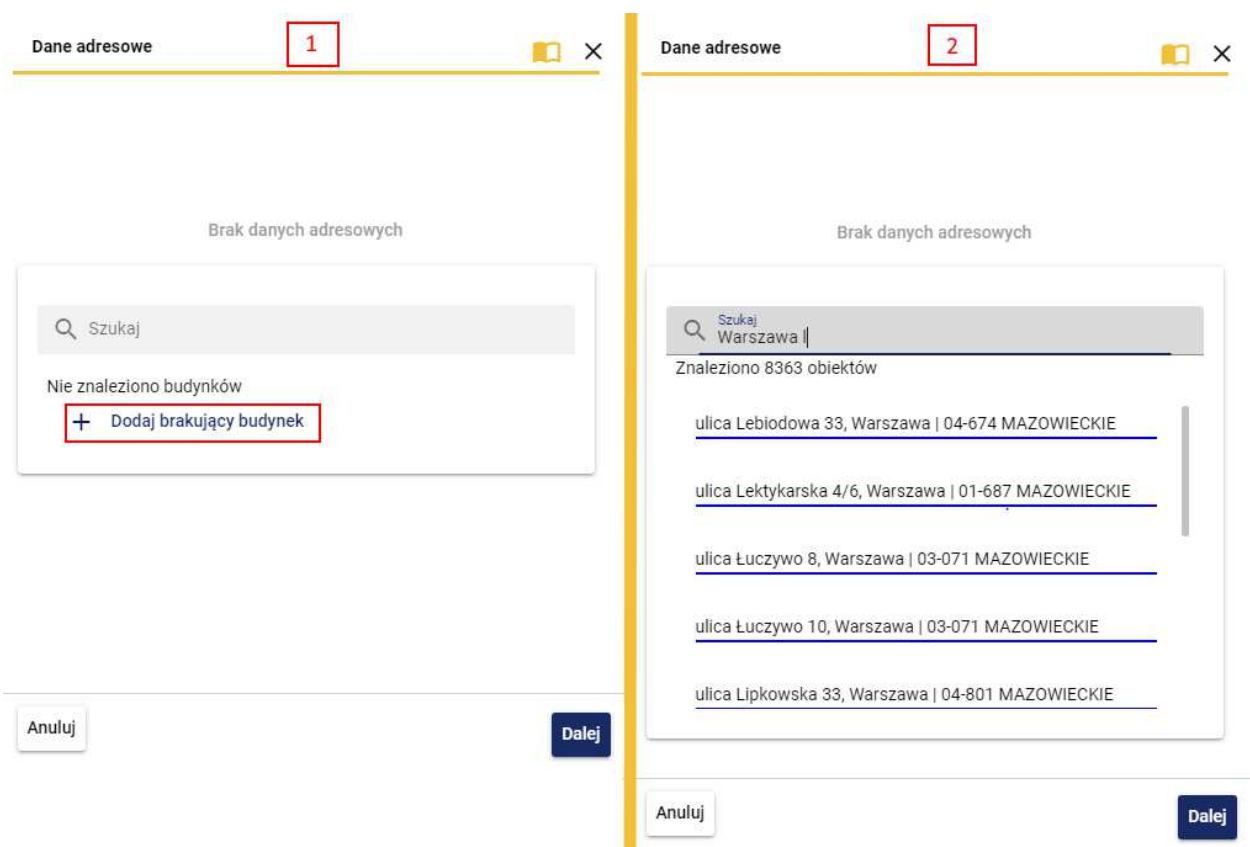 Dane adresowe
1
Brak danych adresowych
Szukaj
Nie znaleziono budynków
+ Dodaj brakujący budynek
Anuluj
Dalej
Dane adresowe
2
Brak danych adresowych
Szukaj
Warszawa l
Znaleziono 8363 obiektów
ulica Lebiodowa 33, Warszawa | 04-674 MAZOWIECKIE
ulica Lektykarska 4/6, Warszawa | 01-687 MAZOWIECKIE
ulica Łuczywo 8, Warszawa | 03-071 MAZOWIECKIE
ulica Łuczywo 10, Warszawa | 03-071 MAZOWIECKIE
ulica Lipkowska 33, Warszawa | 04-801 MAZOWIECKIE
Anuluj
Dalej